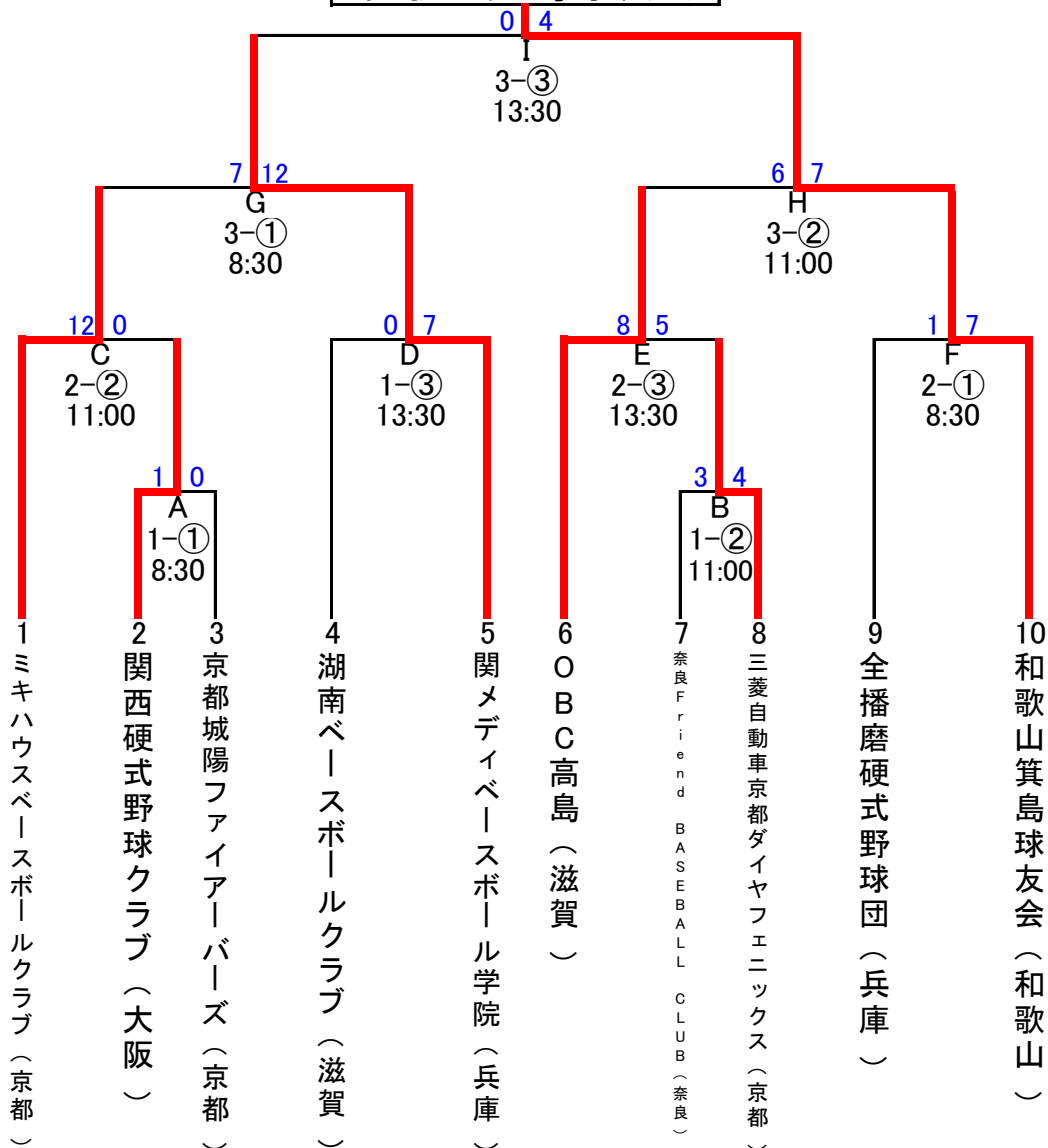 0 4
I
3-③
13:30
7 12
G
3-①
8:30
6 7
H
3-②
11:00
12 0
C
2-②
11:00
0 7
D
1-③
13:30
8 5
E
2-③
13:30
1 7
F
2-①
8:30
1 0
A
1-①
8:30
3 4
B
1-②
11:00
1
ミキハウスベースボールクラブ（京都）
2
関西硬式野球クラブ（大阪）
3
京都城陽ファイアーバーズ（京都）
4
湖南ベースボールクラブ（滋賀）
5
関メディベースボール学院（兵庫）
6
OBC高島（滋賀）
7
奈良Friend BASEBALL CLUB（奈良）
8
三菱自動車京都ダイヤフェニックス（京都）
9
全播磨硬式野球団（兵庫）
10
和歌山箕島球友会（和歌山）